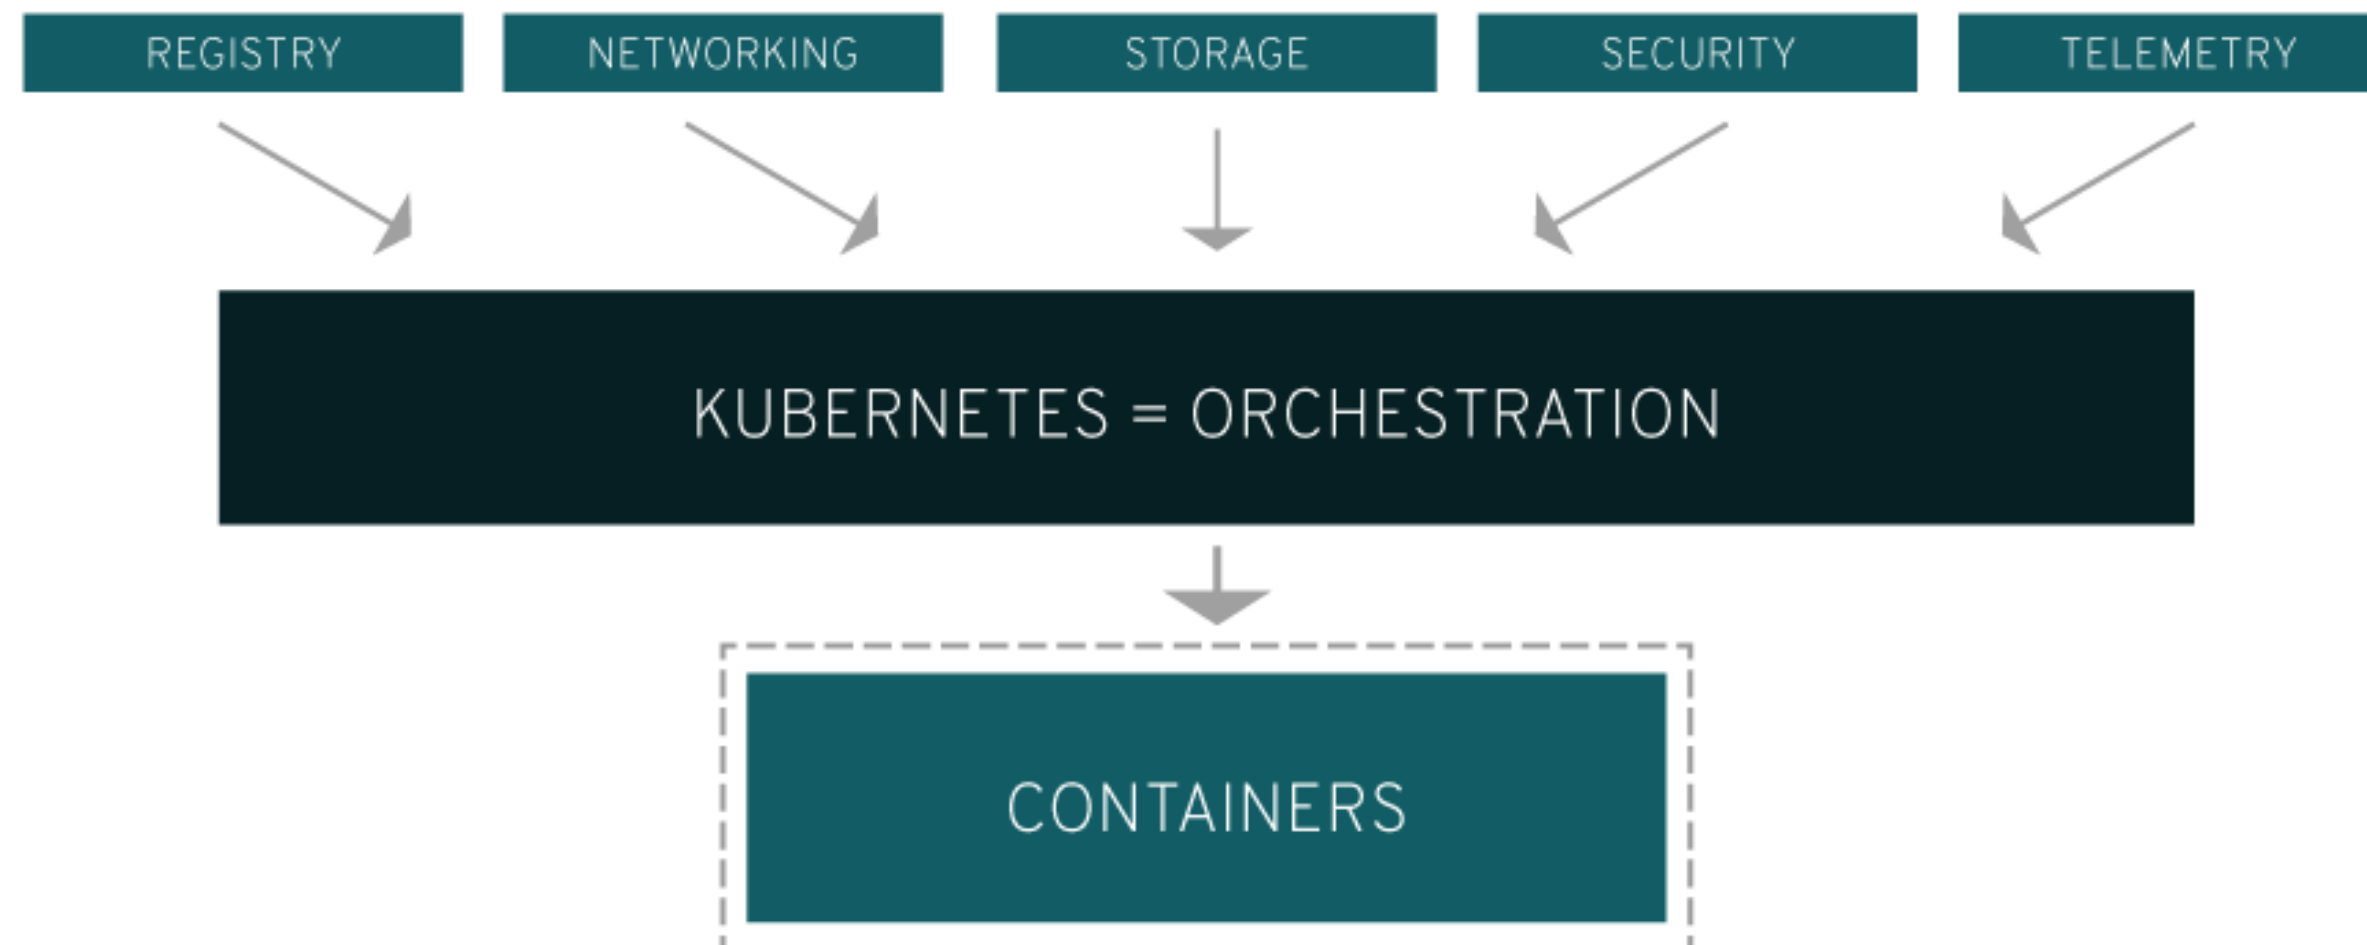 REGISTRY
NETWORKING
STORAGE
SECURITY
TELEMETRY
KUBERNETES = ORCHESTRATION
CONTAINERS